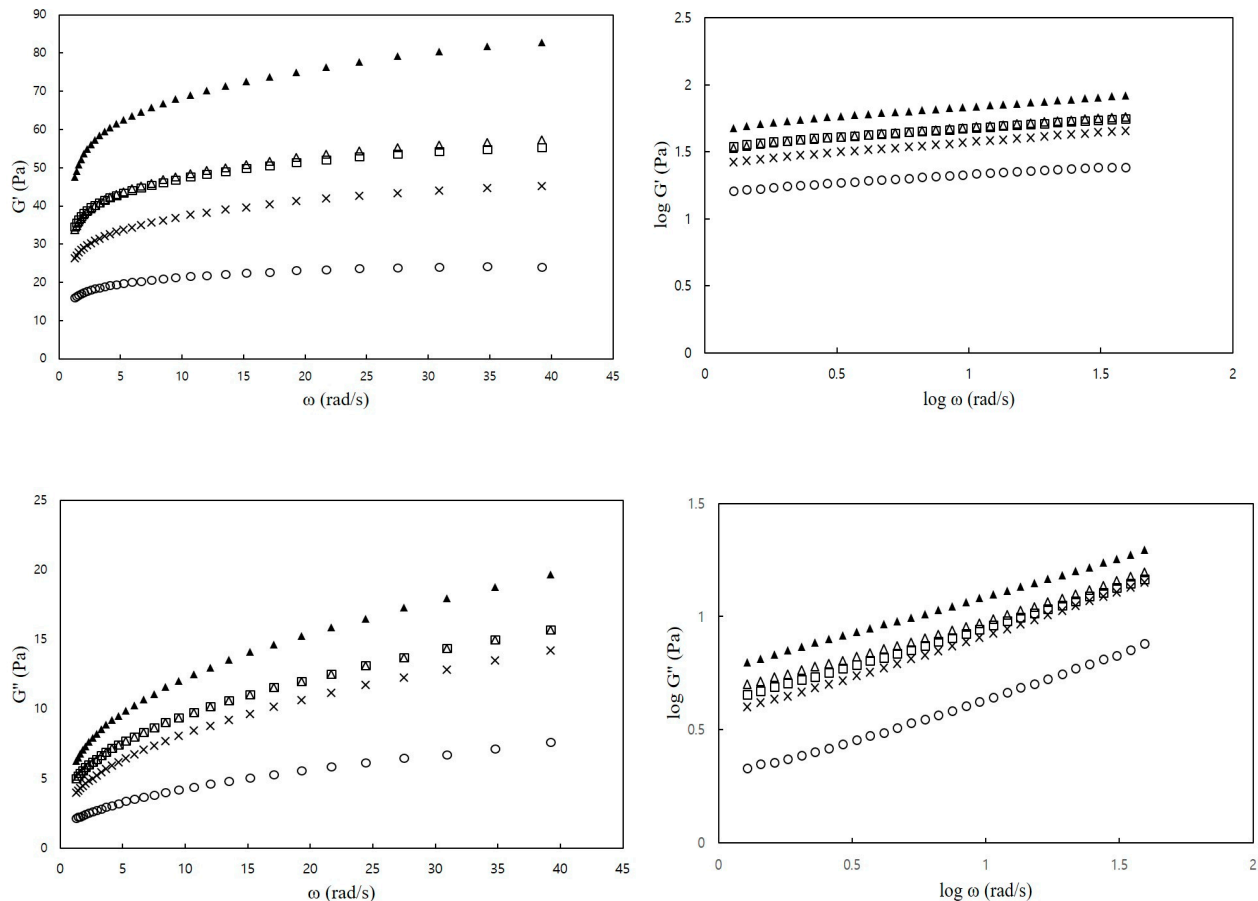 90
80
70
60
50
40
30
20
10
0
G' (Pa)
0 5 10 15 20 25 30 35 40 45
ω (rad/s)
2.5
2
1.5
1
0.5
0
log G' (Pa)
0 0.5 1 1.5 2
log ω (rad/s)
25
20
15
10
5
0
G'' (Pa)
0 5 10 15 20 25 30 35 40 45
ω (rad/s)
1.5
1
0.5
0
log G'' (Pa)
0 0.5 1 1.5 2
log ω (rad/s)